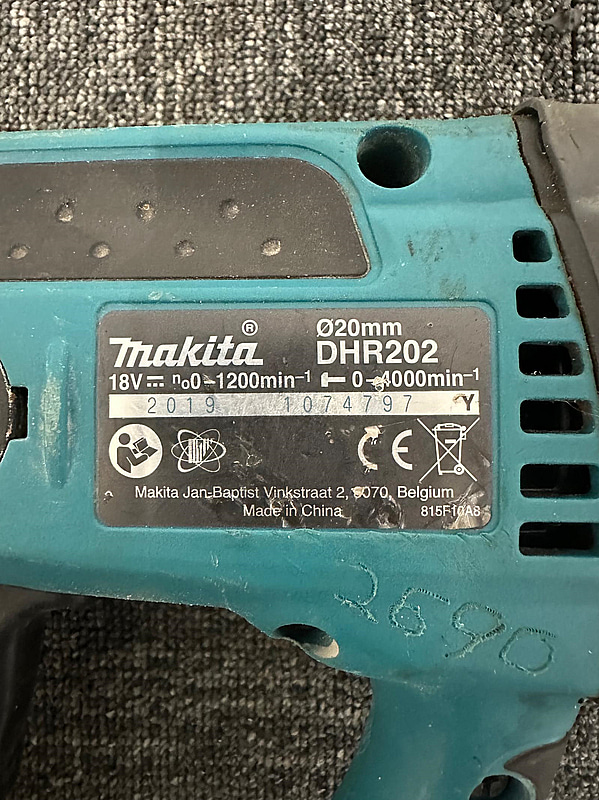 Makita® Ø20mm
DHR202
18V⎓ n₀0-1200min⁻¹ 0-4000min⁻¹
2019 1074797 Y
CE
Makita Jan-Baptist Vinkstraat 2, 3070, Belgium
Made in China 815F10A8
2690